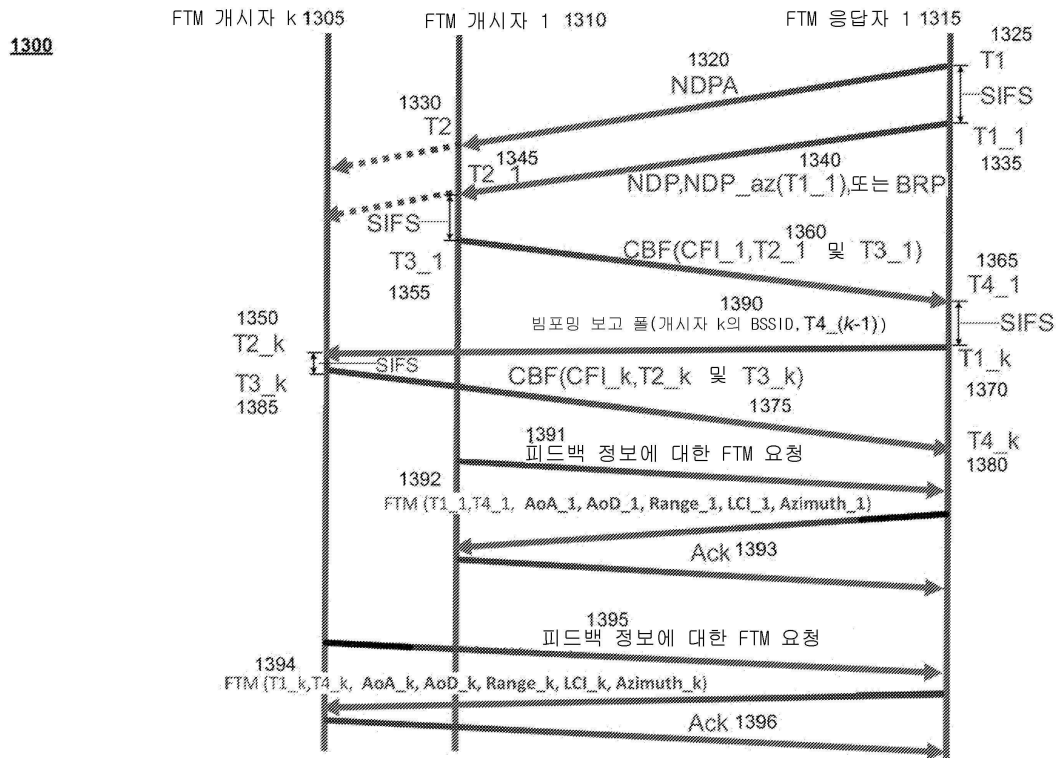 FTM 개시자 k 1305
FTM 개시자 1 1310
FTM 응답자 1 1315
1300
1325
T1
1320
NDPA
SIFS
1330
T2
T1_1
1335
1345
T2_1
1340
NDP,NDP_az(T1_1),또는 BRP
SIFS
1360
CBF(CFI_1,T2_1 및 T3_1)
T3_1
1355
1365
T4_1
1390
빔포밍 보고 폴(개시자 k의 BSSID, T4_(k-1))
SIFS
1350
T2_k
SIFS
T1_k
1370
T3_k
1385
CBF(CFI_k,T2_k 및 T3_k)
1375
T4_k
1380
1391
피드백 정보에 대한 FTM 요청
1392
FTM (T1_1,T4_1, AoA_1, AoD_1, Range_1, LCI_1, Azimuth_1)
Ack 1393
1395
피드백 정보에 대한 FTM 요청
1394
FTM (T1_k,T4_k, AoA_k, AoD_k, Range_k, LCI_k, Azimuth_k)
Ack 1396